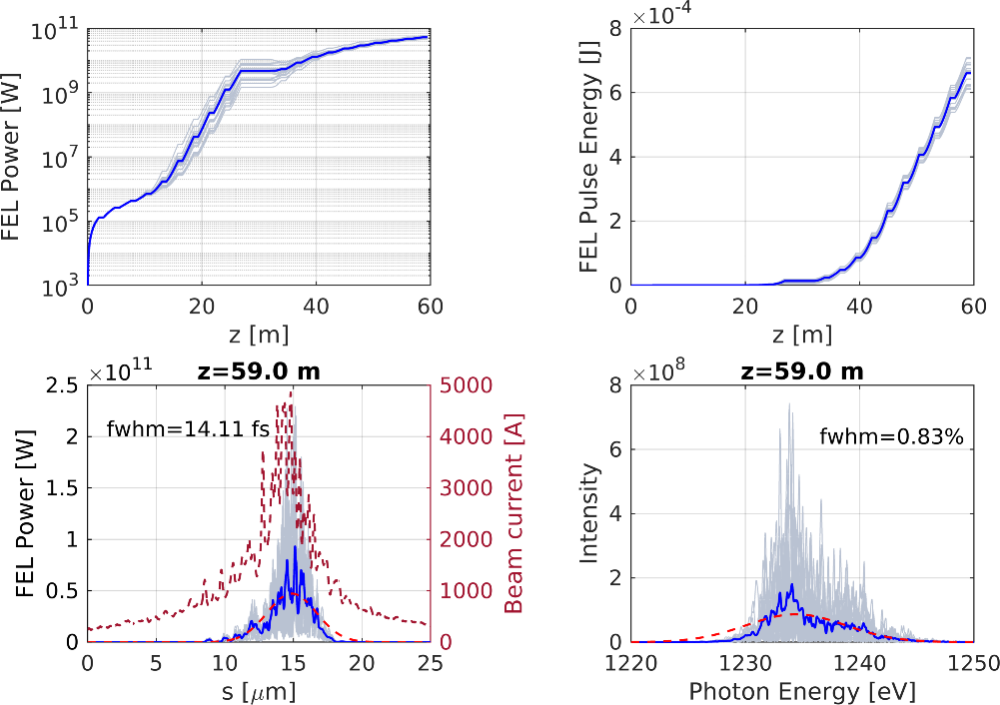 FEL Power [W]
10^11
10^9
10^7
10^5
10^3
0 20 40 60
z [m]
×10^-4
FEL Pulse Energy [J]
8
6
4
2
0
0 20 40 60
z [m]
×10^11
z=59.0 m
FEL Power [W]
2.5
2
1.5
1
0.5
0
fwhm=14.11 fs
5000
4000
3000
2000
1000
0
Beam current [A]
0 5 10 15 20 25
s [μm]
×10^8
z=59.0 m
Intensity
8
6
4
2
0
fwhm=0.83%
1220 1230 1240 1250
Photon Energy [eV]